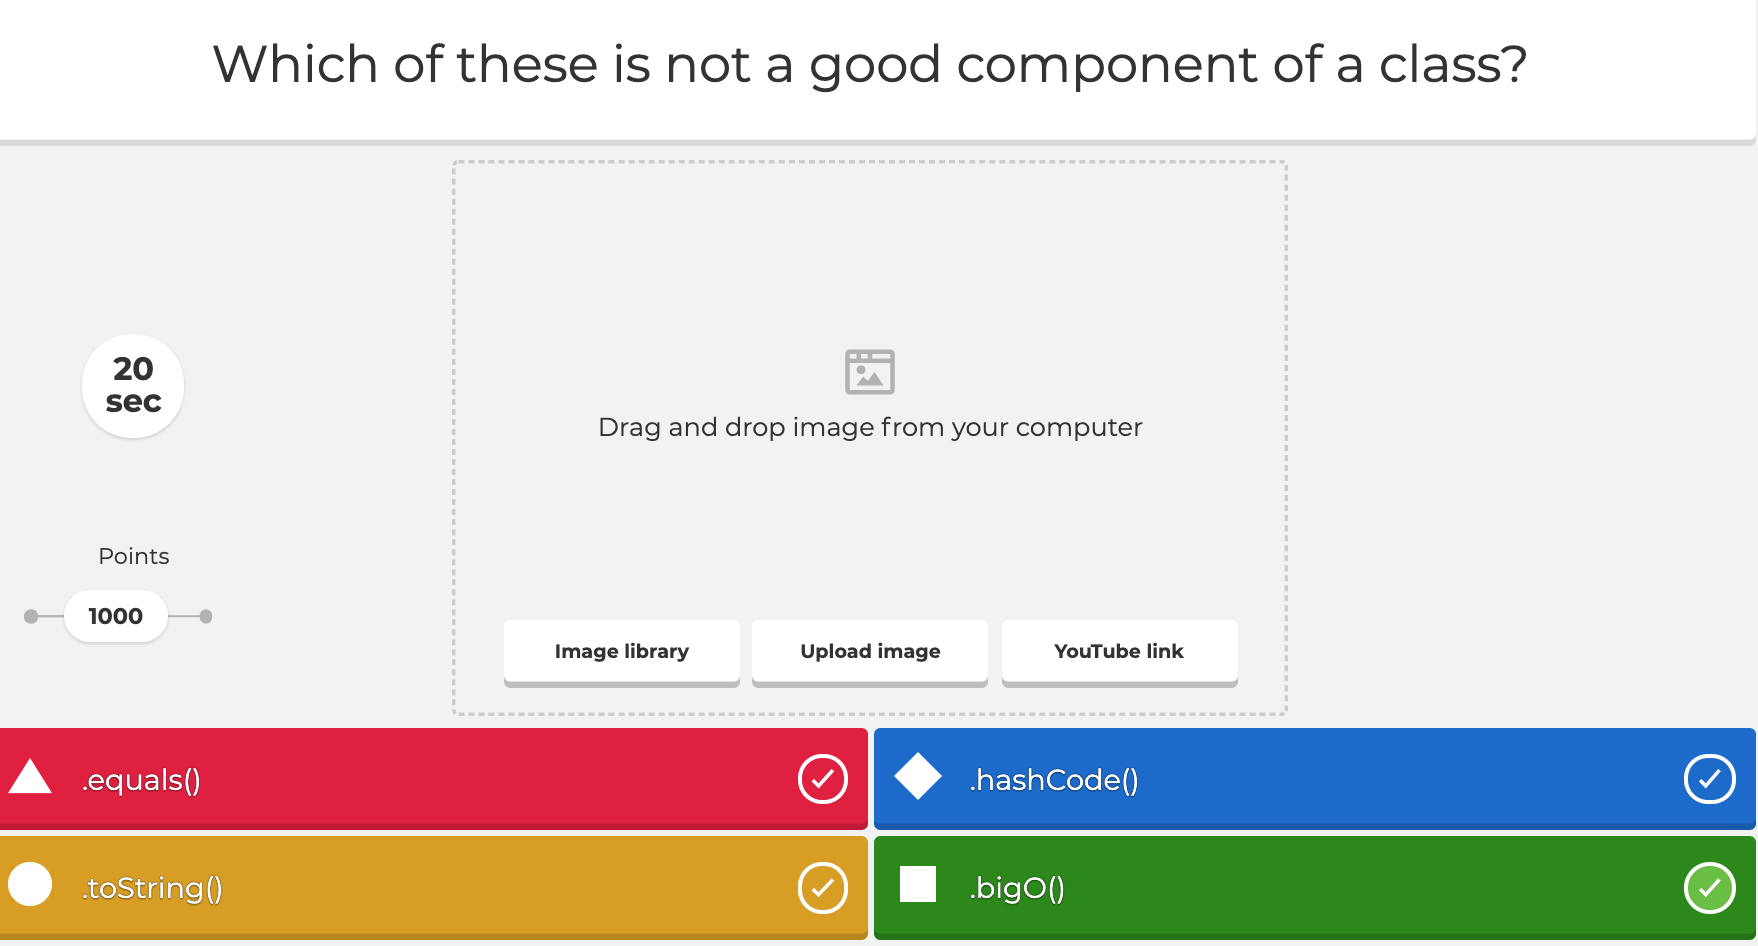 Which of these is not a good component of a class?
20
sec
Drag and drop image from your computer
Points
1000
Image library
Upload image
YouTube link
.equals()
.hashCode()
.toString()
.bigO()